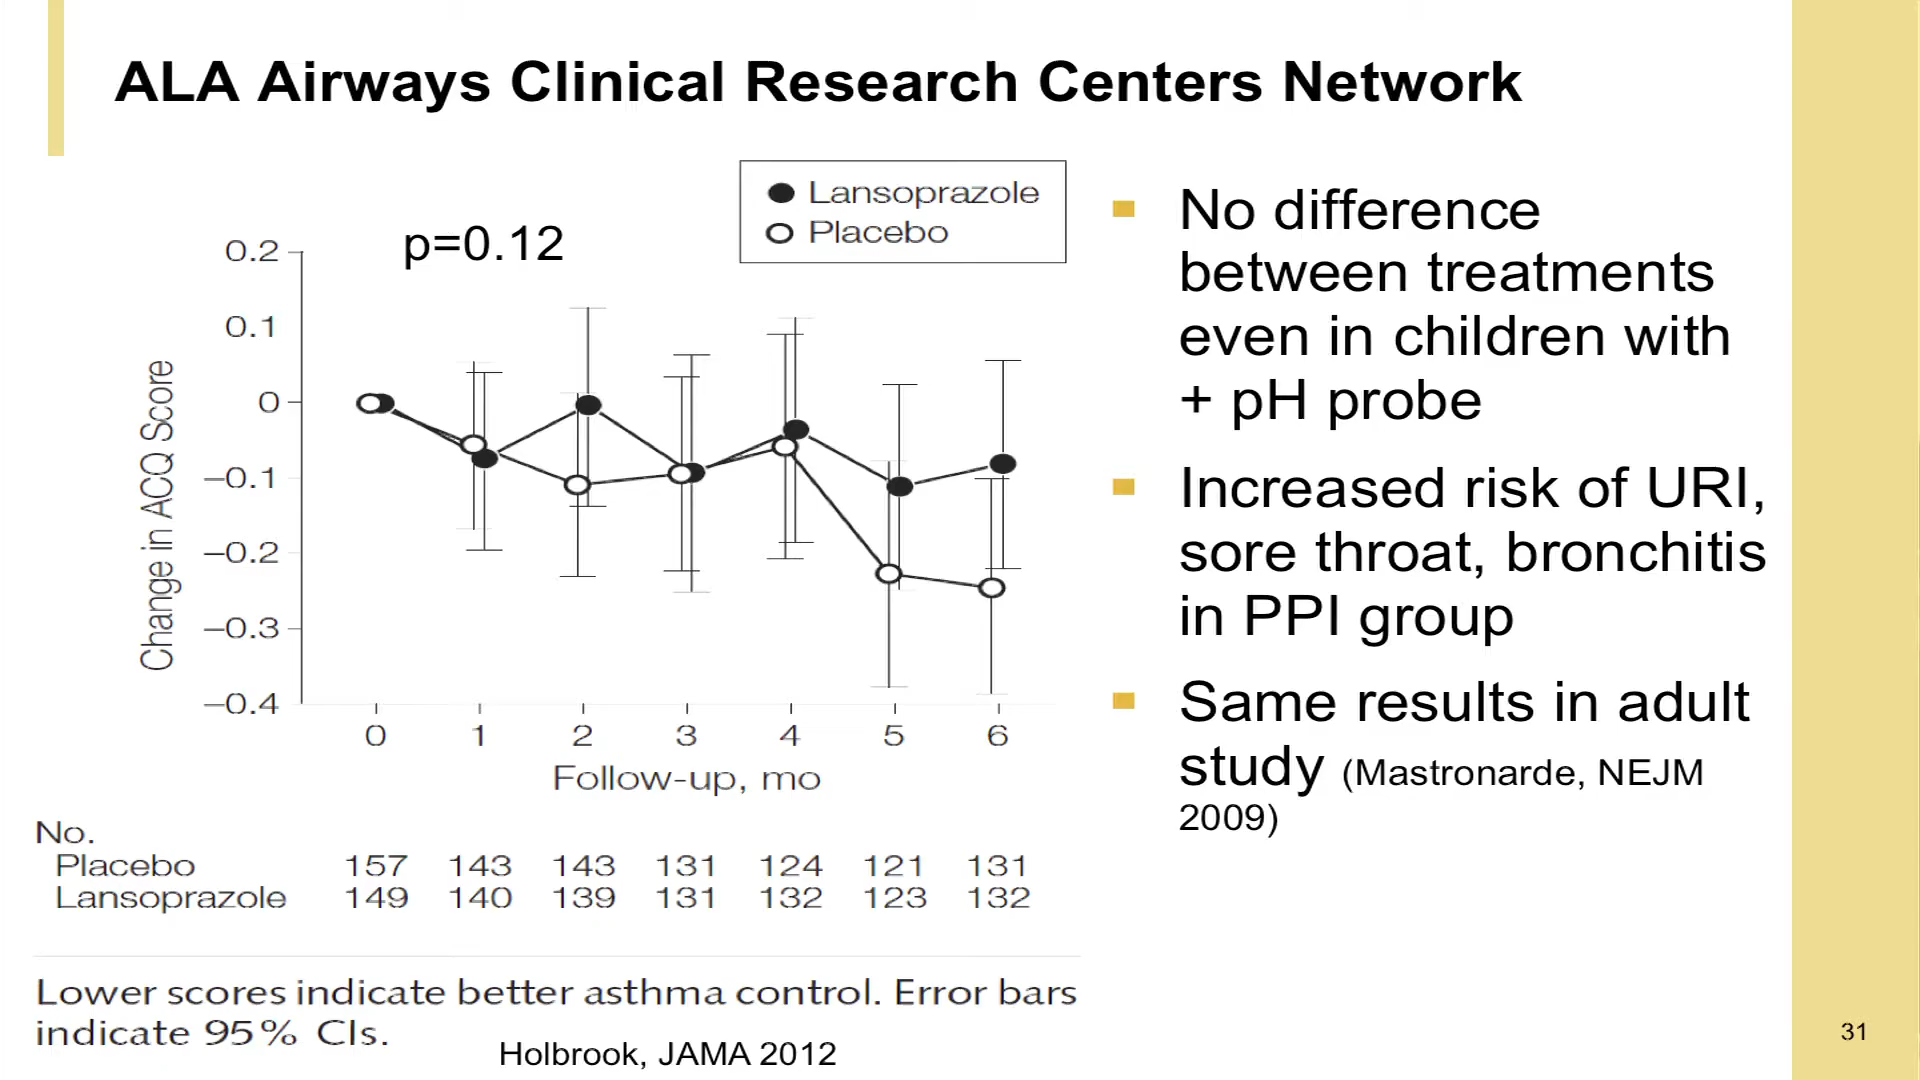 ALA Airways Clinical Research Centers Network
Lansoprazole
Placebo
p=0.12
0.2
0.1
0
–0.1
–0.2
–0.3
–0.4
Change in ACQ Score
0 1 2 3 4 5 6
Follow-up, mo
No.
Placebo 157 143 143 131 124 121 131
Lansoprazole 149 140 139 131 132 123 132
Lower scores indicate better asthma control. Error bars
indicate 95% CIs.
Holbrook, JAMA 2012
No difference
between treatments
even in children with
+ pH probe
Increased risk of URI,
sore throat, bronchitis
in PPI group
Same results in adult
study (Mastronarde, NEJM
2009)
31